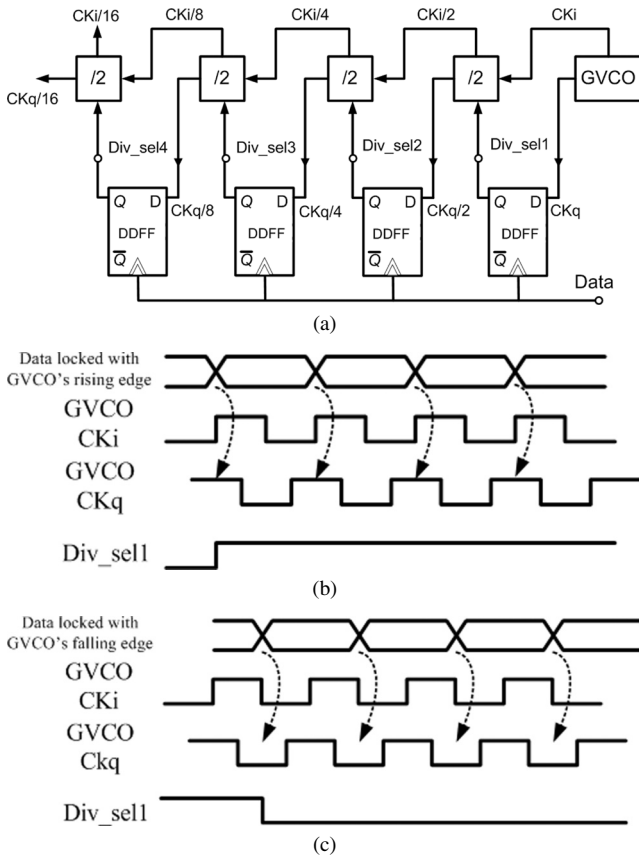 CKi/16
CKi/8
CKi/4
CKi/2
CKi
/2
/2
/2
/2
GVCO
CKq/16
Div_sel4
Div_sel3
Div_sel2
Div_sel1
CKq/8
CKq/4
CKq/2
CKq
Q D
DDFF
Q
Q D
DDFF
Q
Q D
DDFF
Q
Q D
DDFF
Q
Data
(a)
Data locked with
GVCO's rising edge
GVCO
CKi
GVCO
CKq
Div_sel1
(b)
Data locked with
GVCO's falling edge
GVCO
CKi
GVCO
Ckq
Div_sel1
(c)